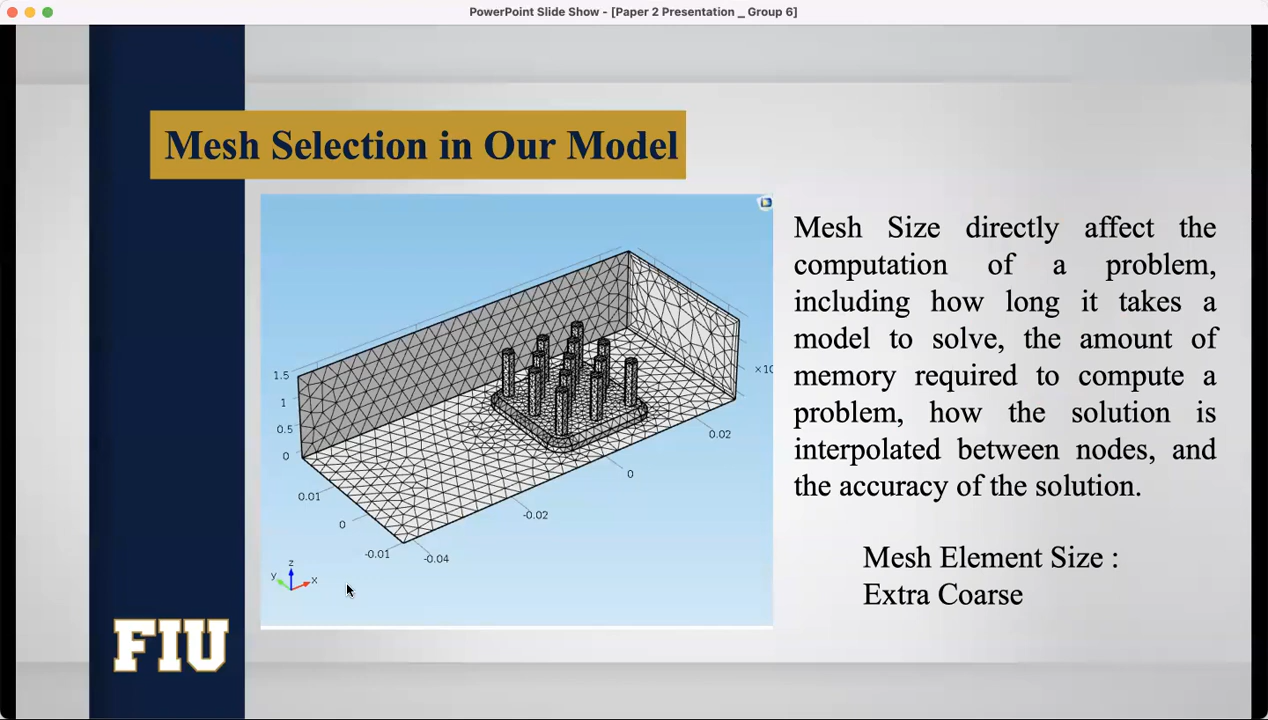 PowerPoint Slide Show - [Paper 2 Presentation _ Group 6]
Mesh Selection in Our Model
Mesh Size directly affect the
computation of a problem,
including how long it takes a
model to solve, the amount of
memory required to compute a
problem, how the solution is
interpolated between nodes, and
the accuracy of the solution.
Mesh Element Size :
Extra Coarse
1.5
1
0.5
0
×10
0.02
0
-0.02
-0.04
0.01
0
-0.01
z
y
x
FIU